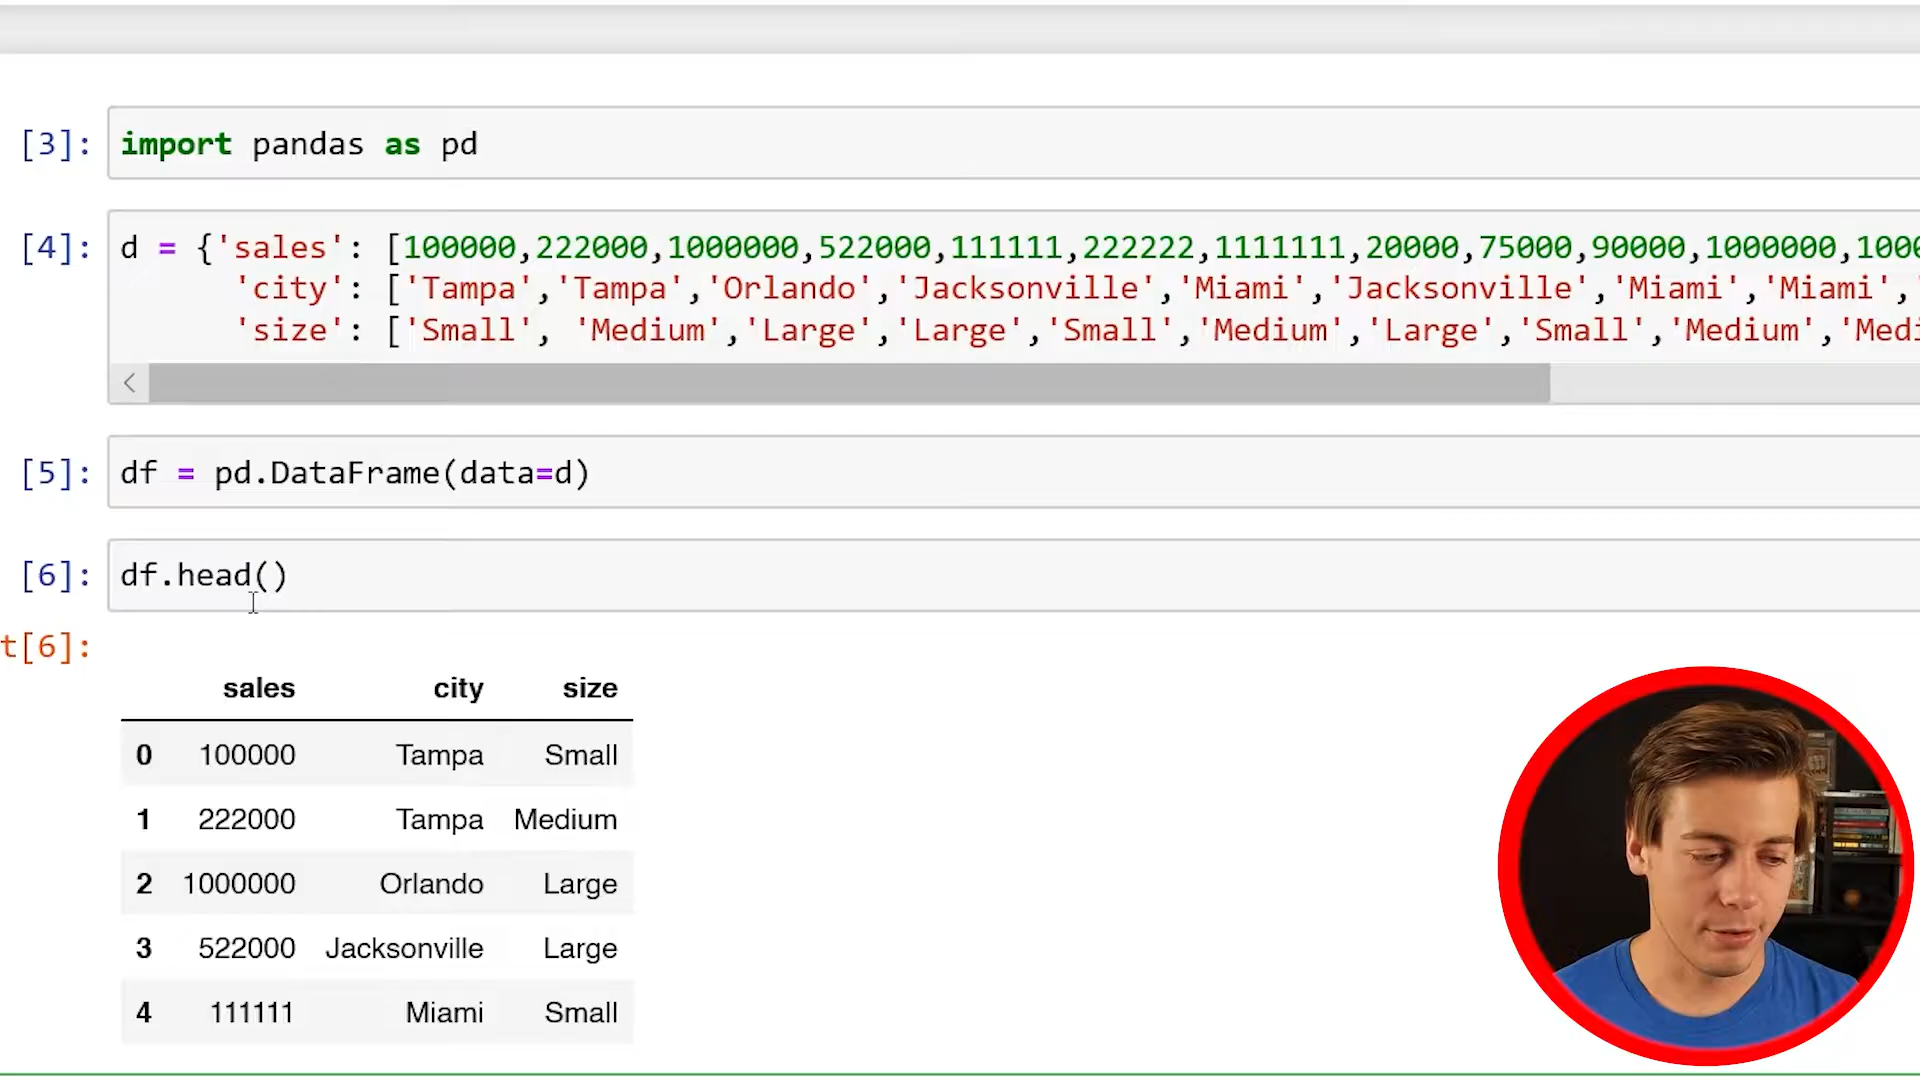 [3]: import pandas as pd
[4]: d = {'sales': [100000,222000,1000000,522000,111111,222222,1111111,20000,75000,90000,1000000,1000
'city': ['Tampa','Tampa','Orlando','Jacksonville','Miami','Jacksonville','Miami','Miami','
'size': ['Small', 'Medium','Large','Large','Small','Medium','Large','Small','Medium','Medi
[5]: df = pd.DataFrame(data=d)
[6]: df.head()
t[6]:
sales city size
0 100000 Tampa Small
1 222000 Tampa Medium
2 1000000 Orlando Large
3 522000 Jacksonville Large
4 111111 Miami Small